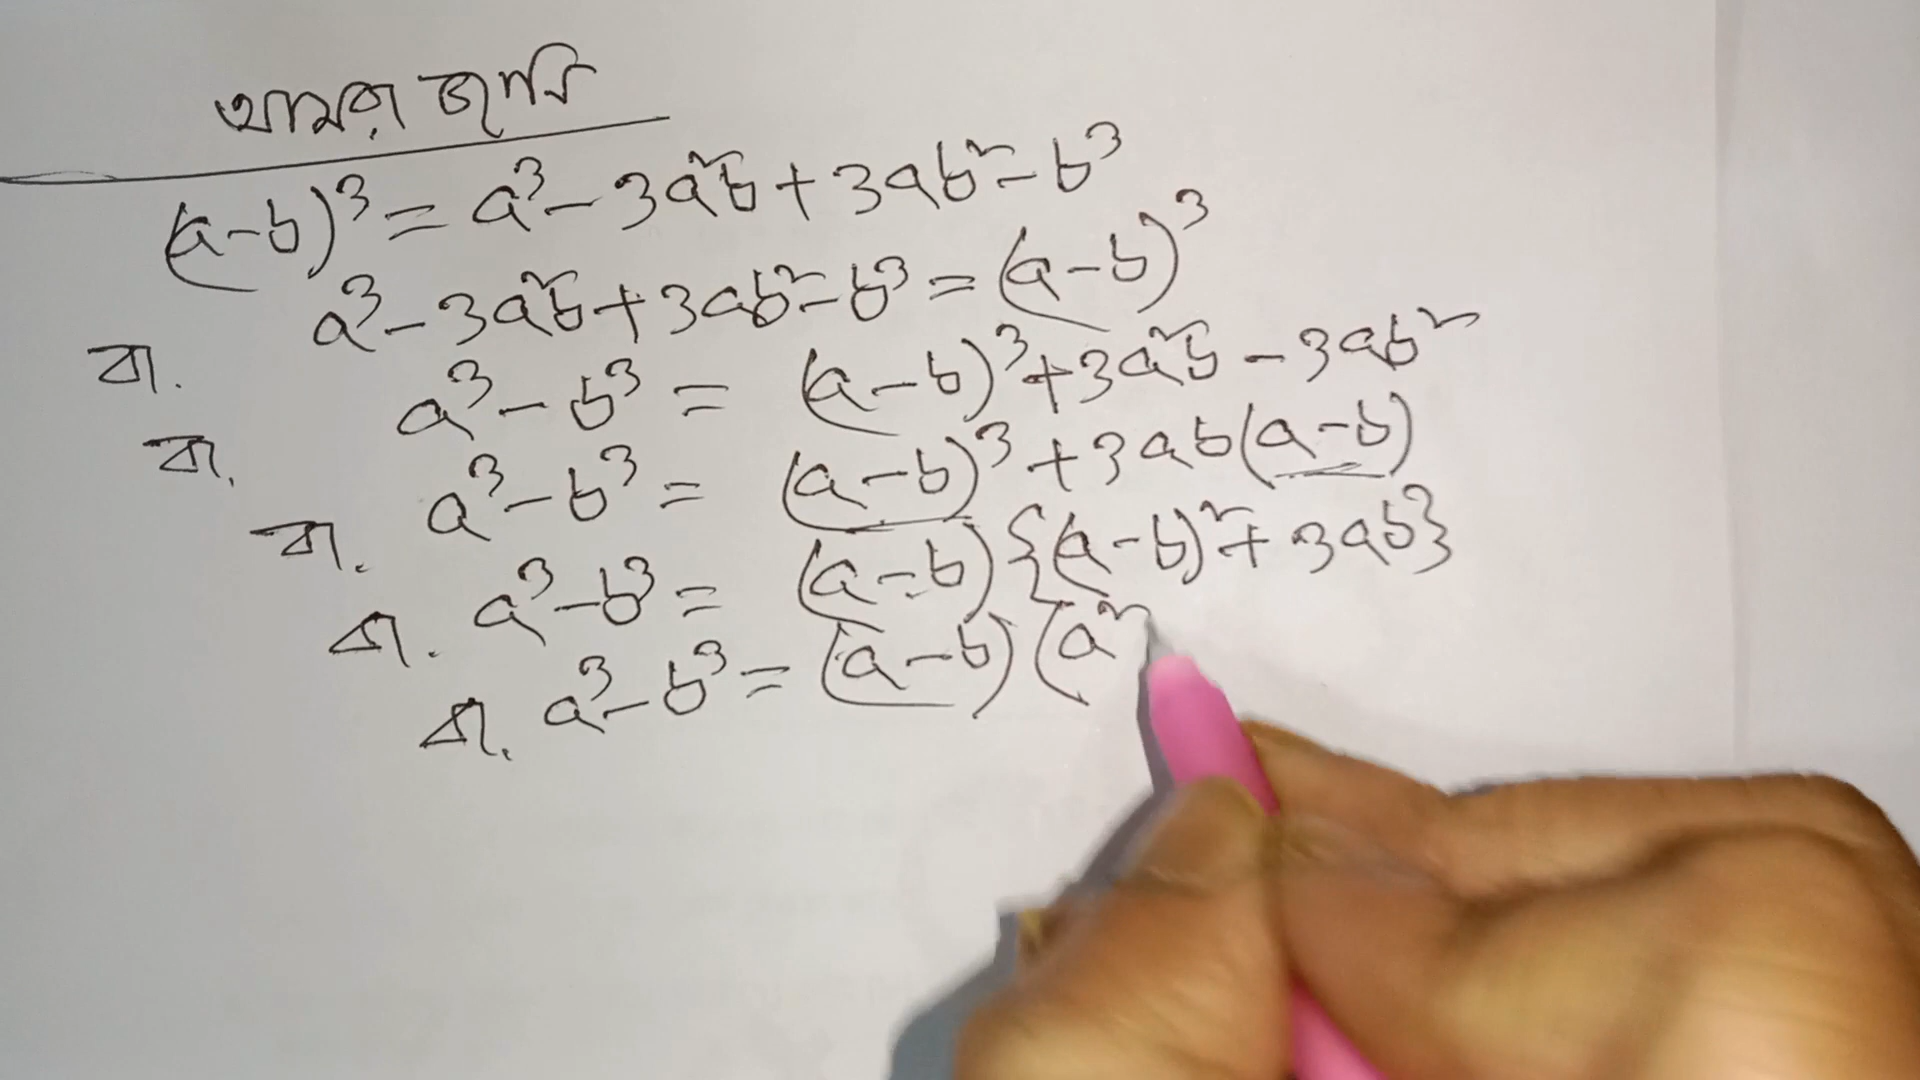 আমরা জানি
(a-b)³ = a³ - 3a²b + 3ab² - b³
বা. a³ - 3a²b + 3ab² - b³ = (a-b)³
বা. a³ - b³ = (a-b)³ + 3a²b - 3ab²
বা. a³ - b³ = (a-b)³ + 3ab(a-b)
বা. a³ - b³ = (a-b) {(a-b)² + 3ab}
বা. a³ - b³ = (a-b) (a²